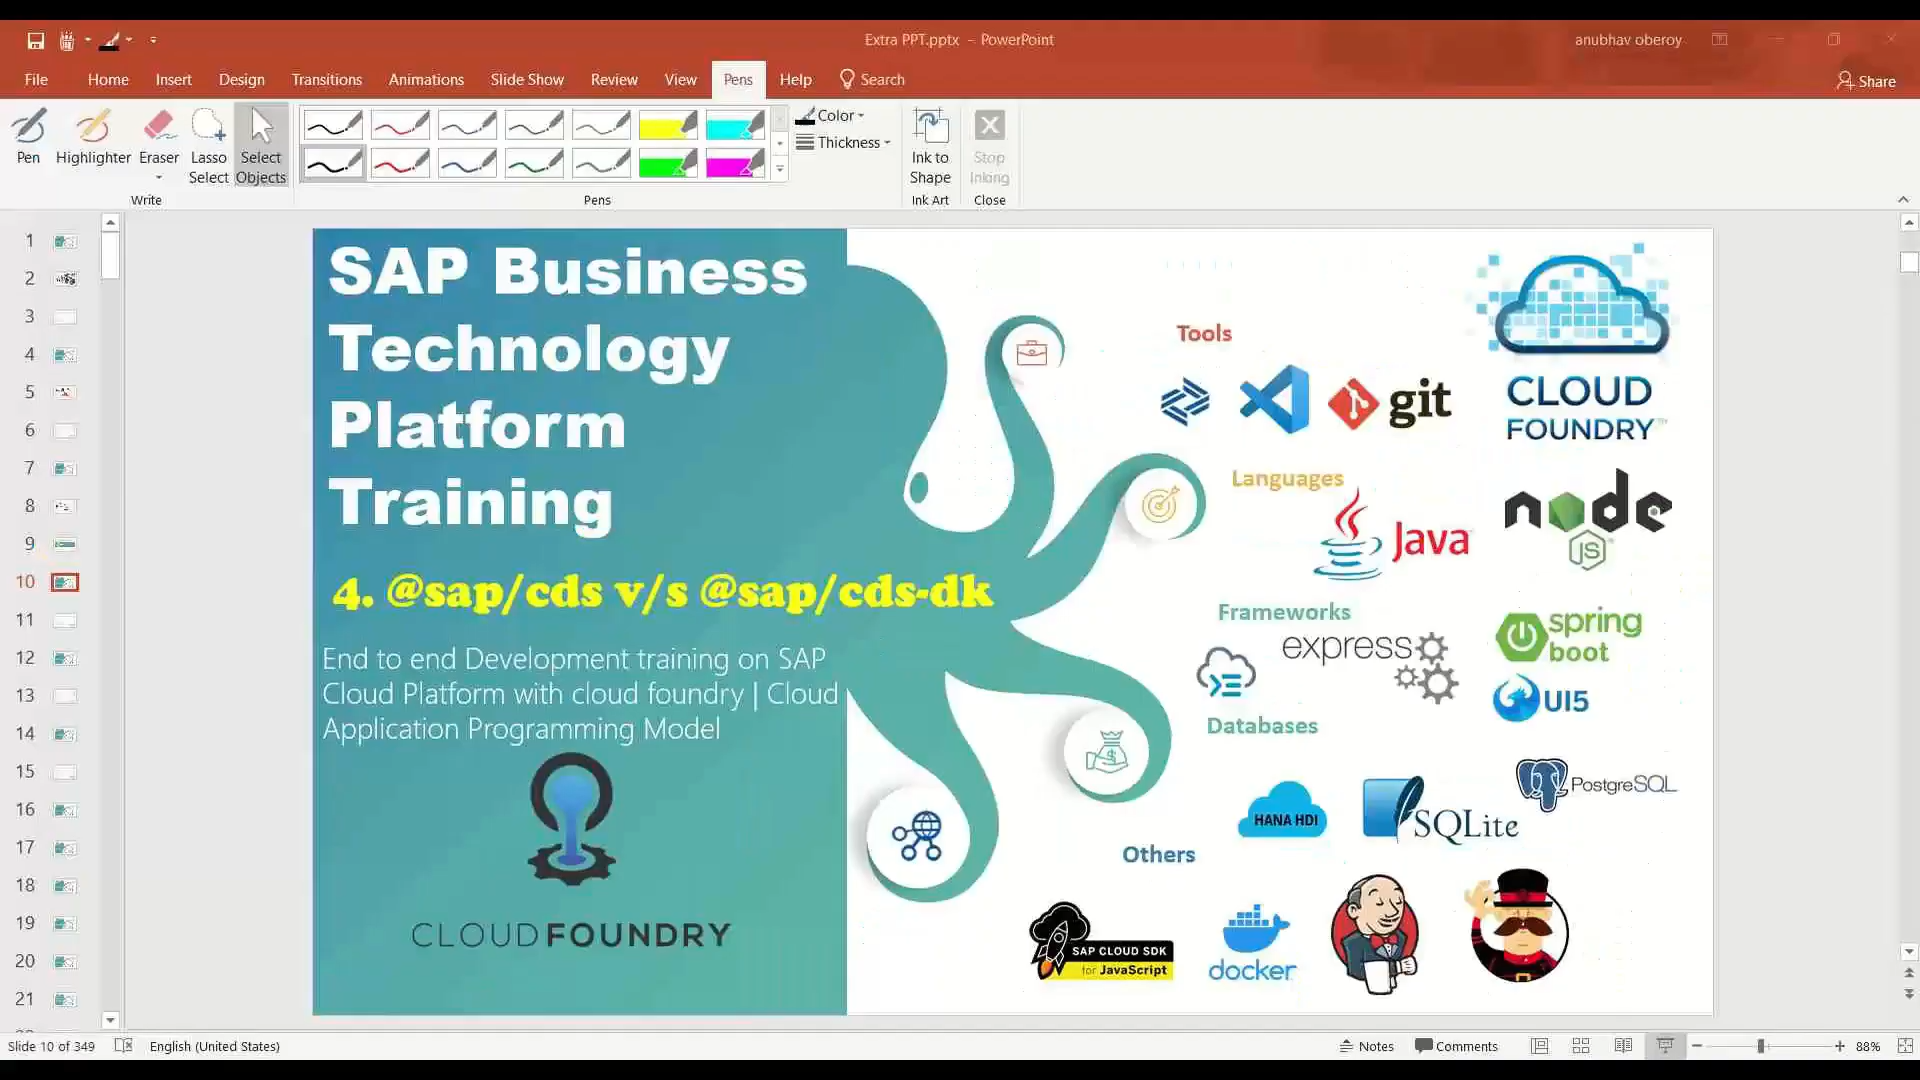 Extra PPT.pptx - PowerPoint
anubhav oberoy
File
Home
Insert
Design
Transitions
Animations
Slide Show
Review
View
Pens
Help
Search
Share
Pen
Highlighter
Eraser
Lasso
Select
Select
Objects
Write
Pens
Color
Thickness
Ink to
Shape
Ink Art
Stop
Inking
Close
1
2
3
4
5
6
7
8
9
10
11
12
13
14
15
16
17
18
19
20
21
SAP Business
Technology
Platform
Training
4. @sap/cds v/s @sap/cds-dk
End to end Development training on SAP
Cloud Platform with cloud foundry | Cloud
Application Programming Model
CLOUD FOUNDRY
Tools
git
CLOUD
FOUNDRY™
Languages
Java
node
JS
Frameworks
express
spring
boot
UI5
Databases
HANA HDI
SQLite
PostgreSQL
Others
SAP CLOUD SDK
for JavaScript
docker
Slide 10 of 349
English (United States)
Notes
Comments
88%